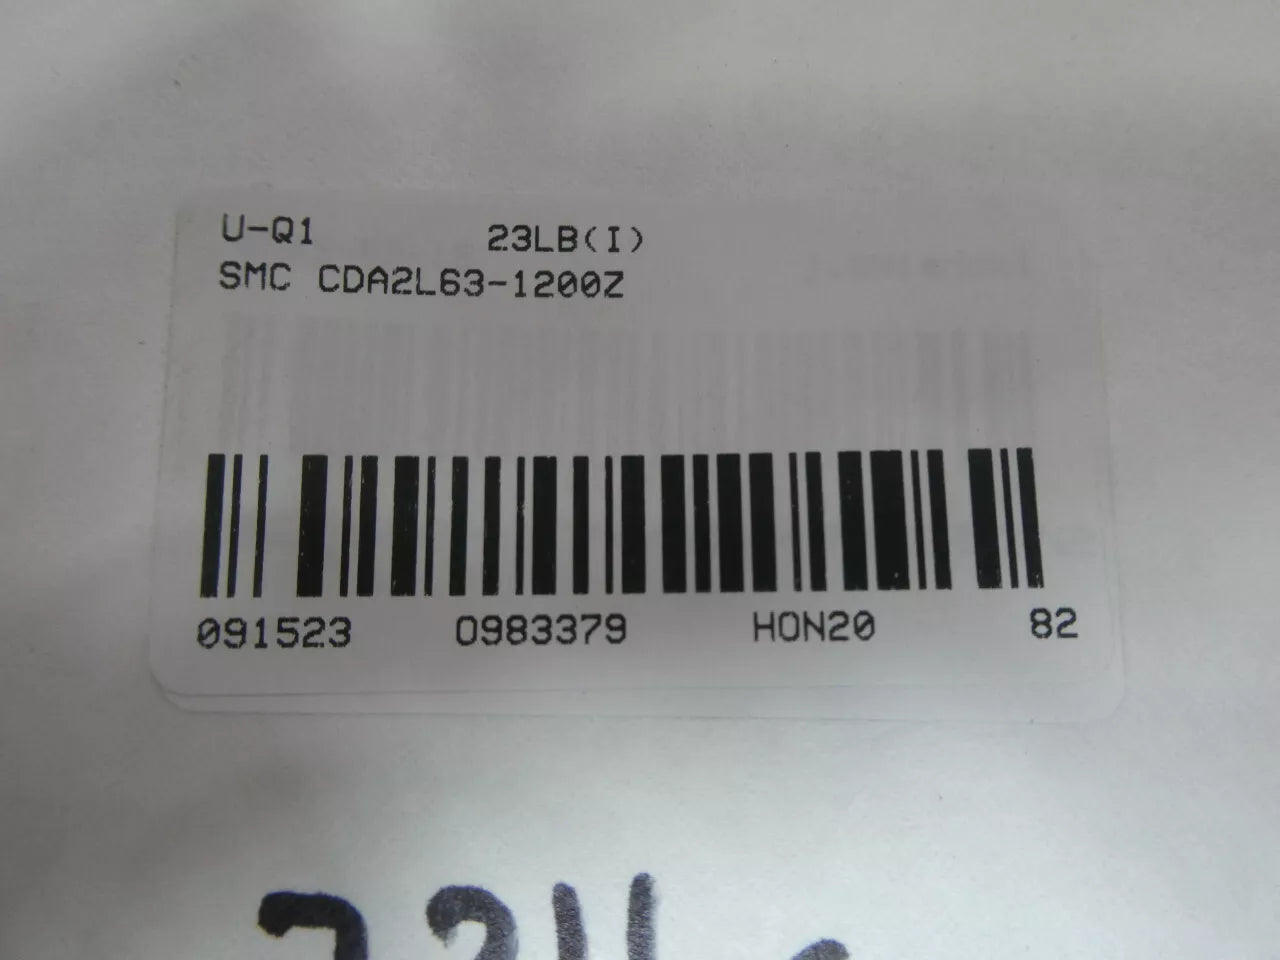 U-Q1 23LB(I)
SMC CDA2L63-1200Z
091523 0983379 HON20 82